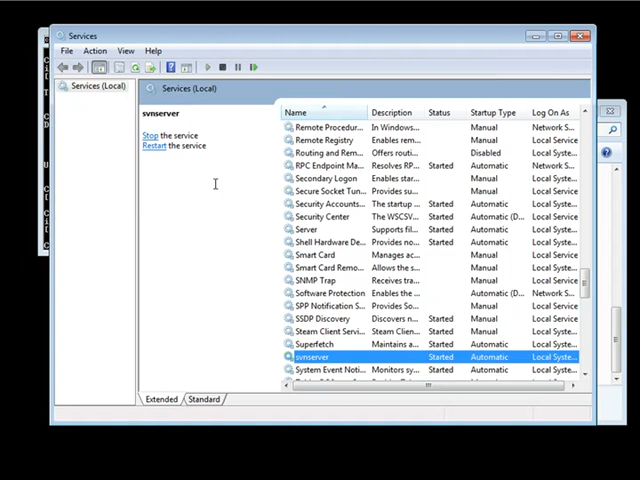 Services
File Action View Help
Services (Local)
Services (Local)
svnserver
Stop the service
Restart the service
Name Description Status Startup Type Log On As
Remote Procedur... In Windows... Manual Network S...
Remote Registry Enables rem... Manual Local Service
Routing and Rem... Offers routi... Disabled Local Syste...
RPC Endpoint Ma... Resolves RP... Started Automatic Network S...
Secondary Logon Enables star... Manual Local Syste...
Secure Socket Tun... Provides su... Manual Local Service
Security Accounts... The startup ... Started Automatic Local Syste...
Security Center The WSCSV... Started Automatic (D... Local Service
Server Supports fil... Started Automatic Local Syste...
Shell Hardware De... Provides no... Started Automatic Local Syste...
Smart Card Manages ac... Manual Local Service
Smart Card Remo... Allows the s... Manual Local Syste...
SNMP Trap Receives tra... Manual Local Service
Software Protection Enables the ... Automatic (D... Network S...
SPP Notification S... Provides So... Manual Local Service
SSDP Discovery Discovers n... Started Manual Local Service
Steam Client Servi... Steam Clien... Started Manual Local Syste...
Superfetch Maintains a... Started Automatic Local Syste...
svnserver Started Automatic Local Syste...
System Event Noti... Monitors sy... Started Automatic Local Syste...
Extended Standard